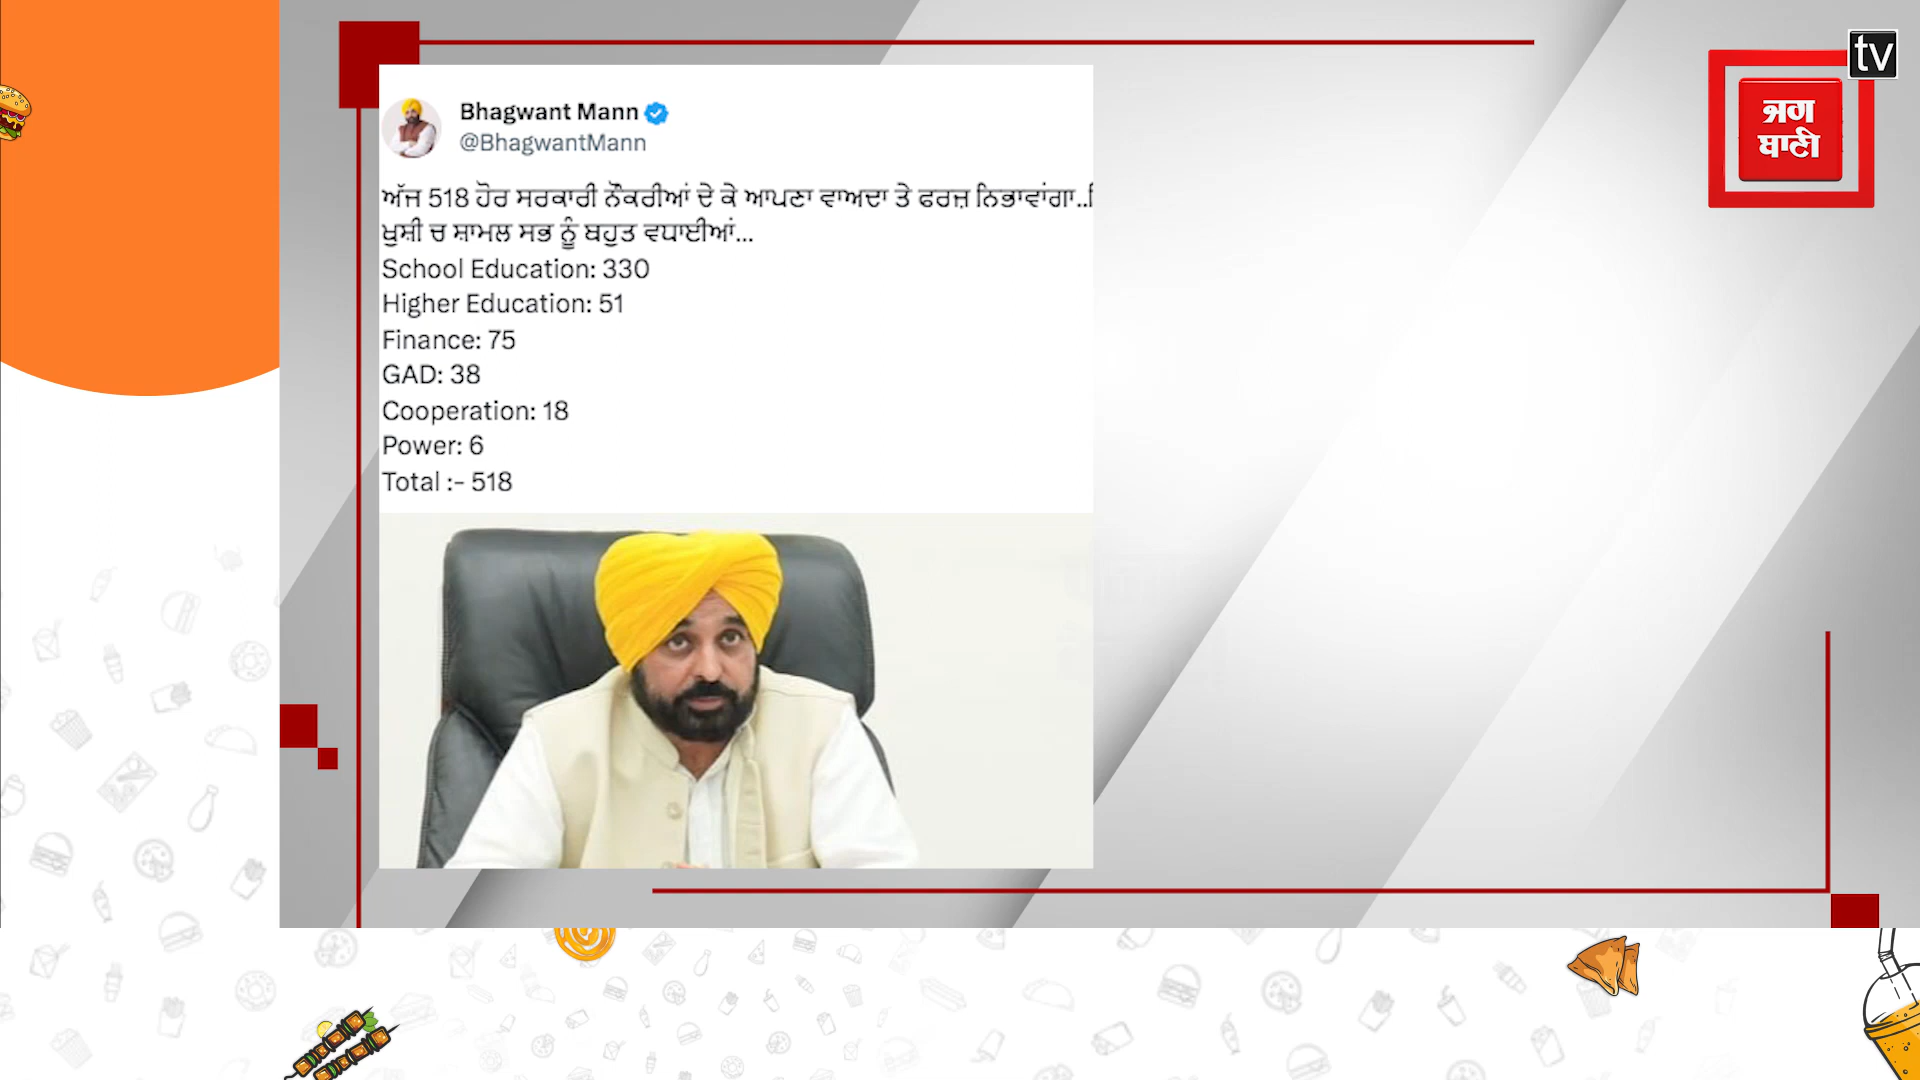 tv
ਜਗ
ਬਾਣੀ
Bhagwant Mann
@BhagwantMann
ਅੱਜ 518 ਹੋਰ ਸਰਕਾਰੀ ਨੌਕਰੀਆਂ ਦੇ ਕੇ ਆਪਣਾ ਵਾਅਦਾ ਤੇ ਫਰਜ਼ ਨਿਭਾਵਾਂਗਾ..
ਖੁਸ਼ੀ ਚ ਸ਼ਾਮਲ ਸਭ ਨੂੰ ਬਹੁਤ ਵਧਾਈਆਂ...
School Education: 330
Higher Education: 51
Finance: 75
GAD: 38
Cooperation: 18
Power: 6
Total :- 518